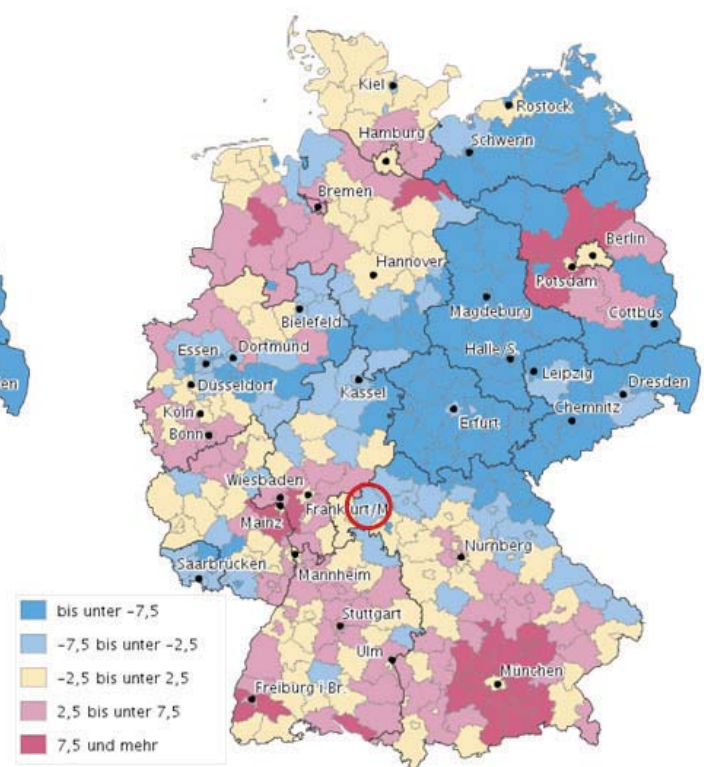 Kiel
Rostock
Hamburg
Schwerin
Bremen
Berlin
Hannover
Potsdam
Magdeburg
Cottbus
Bielefeld
Essen
Dortmund
Halle/S.
Leipzig
Düsseldorf
Kassel
Dresden
Köln
Erfurt
Chemnitz
Bonn
Wiesbaden
Frankfurt/M
Mainz
Nürnberg
Saarbrücken
Mannheim
Stuttgart
Ulm
München
Freiburg i.Br.
bis unter –7,5
–7,5 bis unter –2,5
–2,5 bis unter 2,5
2,5 bis unter 7,5
7,5 und mehr